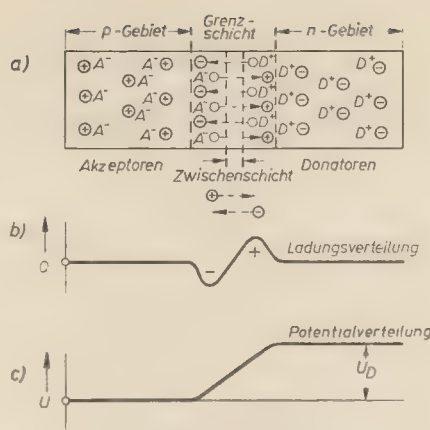 Grenz-
p-Gebiet schicht n-Gebiet
a)
⊕A⁻ A⁻⊕ ⊖ ○D⁺ D⁺ D⁺⊖
⊕ A⁻○ ⊕ ⊖
A⁻ A⁻ ⊖ ○D⁺ D⁺
⊕ A⁻⊕ A⁻○ ⊕ ⊖ D⁺⊖
⊕A⁻ A⁻ ⊖ ○D⁺ D⁺
A⁻⊕ A⁻○ ⊕ ⊖ D⁺⊖
Akzeptoren Donatoren
Zwischenschicht
⊕
⊖
b)
Ladungsverteilung
- +
Potentialverteilung
c)
U_D
U